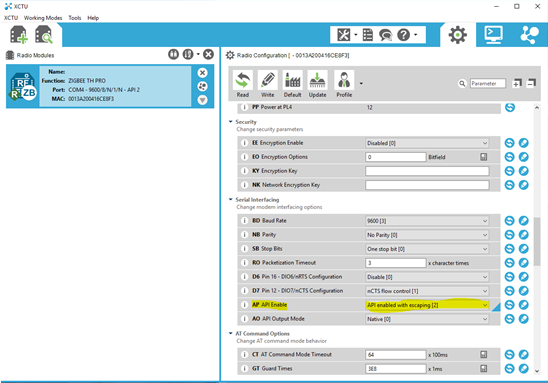 XCTU
XCTU Working Modes Tools Help
Radio Modules
Name:
Function: ZIGBEE TH PRO
Port: COM4 - 9600/8/N/1/N - API 2
MAC: 0013A200416CE8F3
Radio Configuration [ - 0013A200416CE8F3]
Read
Write
Default
Update
Profile
Parameter
PP Power at PL4 12
Security
Change security parameters
EE Encryption Enable Disabled [0]
EO Encryption Options 0 Bitfield
KY Encryption Key
NK Network Encryption Key
Serial Interfacing
Change modem interfacing options
BD Baud Rate 9600 [3]
NB Parity No Parity [0]
SB Stop Bits One stop bit [0]
RO Packetization Timeout 3 x character times
D6 Pin 16 - DIO6/nRTS Configuration Disable [0]
D7 Pin 12 - DIO7/nCTS Configuration nCTS flow control [1]
AP API Enable API enabled with escaping [2]
AO API Output Mode Native [0]
AT Command Options
Change AT command mode behavior
CT AT Command Mode Timeout 64 x 100ms
GT Guard Times 3E8 x 1ms